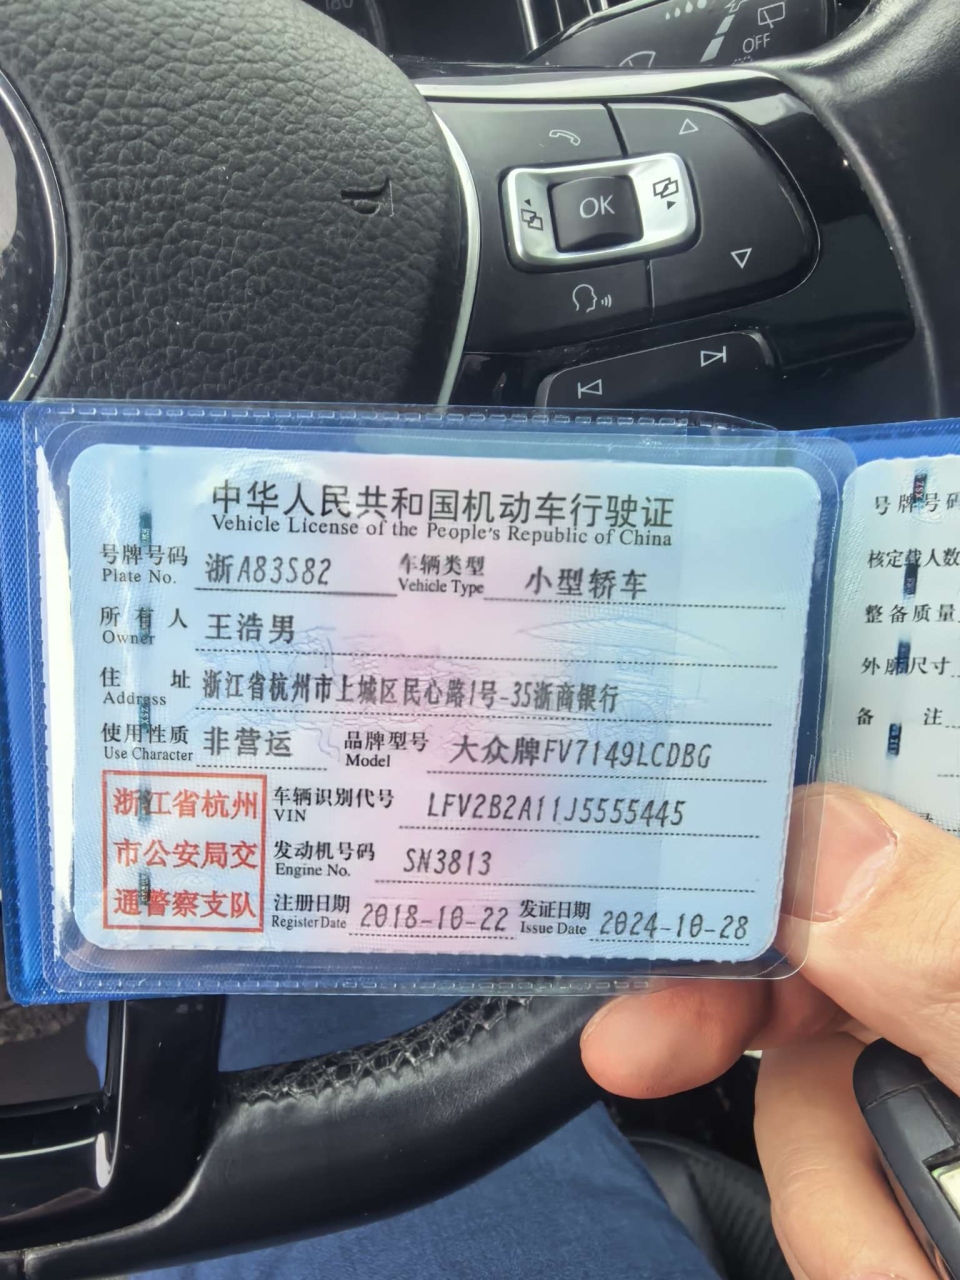 OFF
OK
中华人民共和国机动车行驶证
Vehicle License of the People's Republic of China
号牌号码 浙A83S82 车辆类型 小型轿车
Plate No. Vehicle Type
所有人 王浩男
Owner
住址 浙江省杭州市上城区民心路1号-35浙商银行
Address
使用性质 非营运 品牌型号 大众牌FV7149LCDBG
Use Character Model
浙江省杭州
市公安局交
通警察支队
车辆识别代号 LFV2B2A11J5555445
VIN
发动机号码 SN3813
Engine No.
注册日期 2018-10-22 发证日期 2024-10-28
Register Date Issue Date
号牌号码
核定载人数
整备质量
外廓尺寸
备注